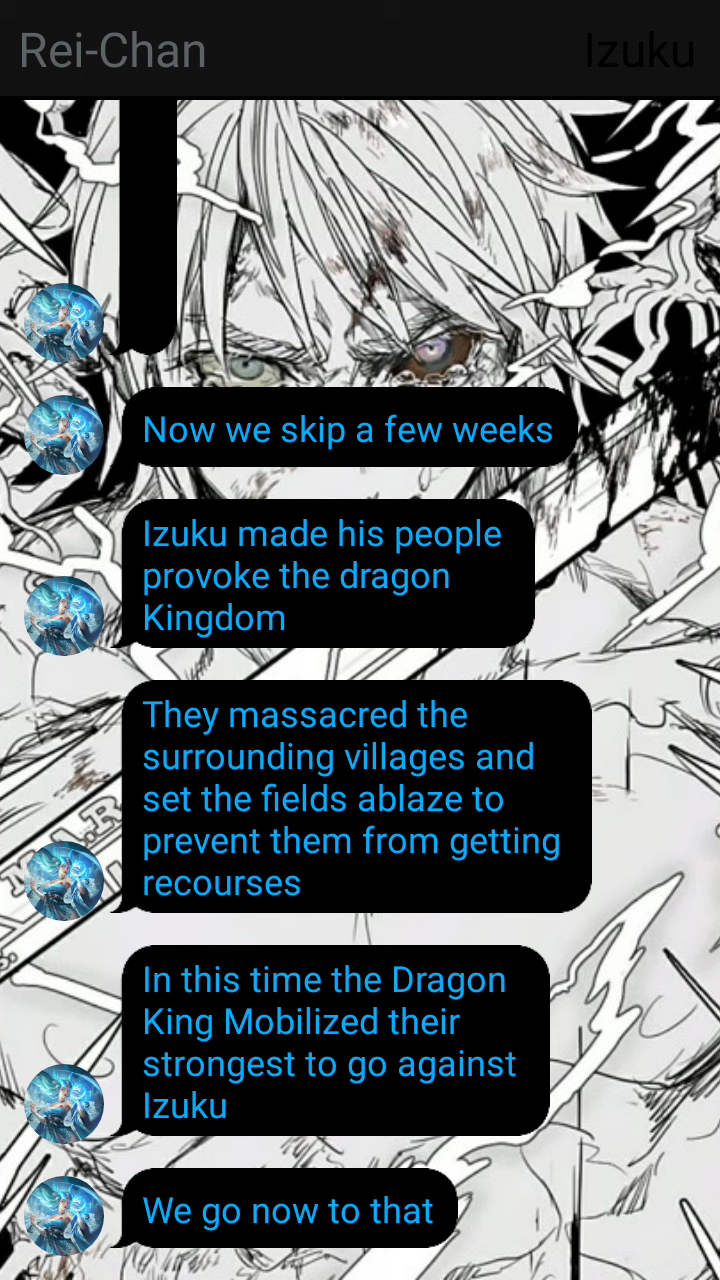 Rei-Chan
Izuku
Now we skip a few weeks
Izuku made his people
provoke the dragon
Kingdom
They massacred the
surrounding villages and
set the fields ablaze to
prevent them from getting
recourses
In this time the Dragon
King Mobilized their
strongest to go against
Izuku
We go now to that